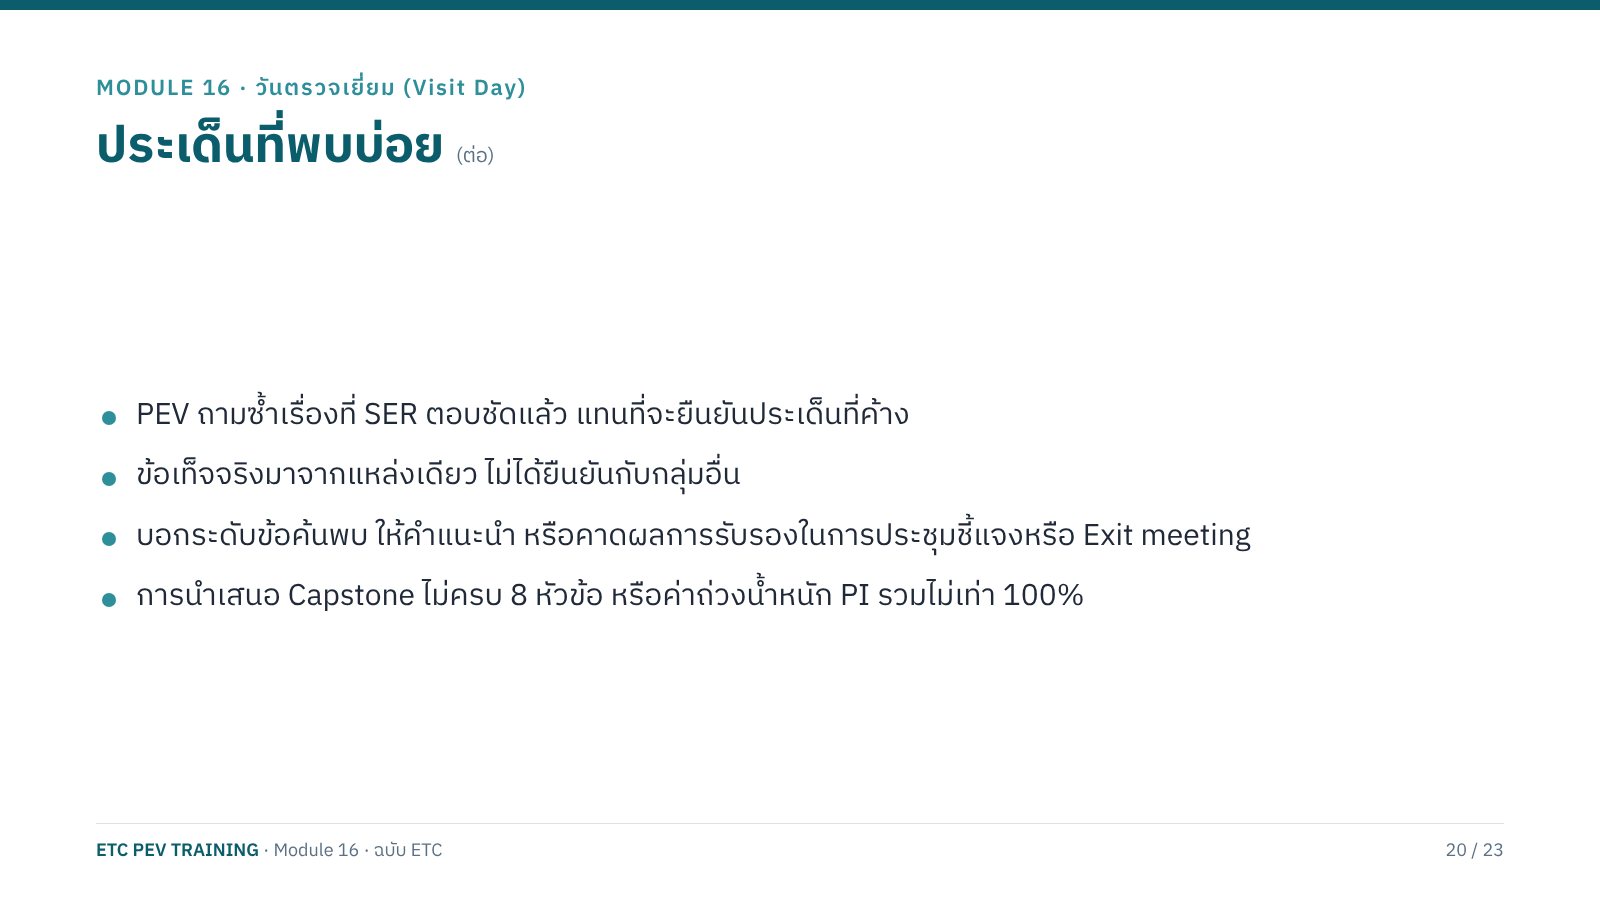 MODULE 16 · วันตรวจเยี่ยม (Visit Day)
ประเด็นที่พบบ่อย (ต่อ)
● PEV ถามซ้ำเรื่องที่ SER ตอบชัดแล้ว แทนที่จะยืนยันประเด็นที่ค้าง
● ข้อเท็จจริงมาจากแหล่งเดียว ไม่ได้ยืนยันกับกลุ่มอื่น
● บอกระดับข้อค้นพบ ให้คำแนะนำ หรือคาดผลการรับรองในการประชุมชี้แจงหรือ Exit meeting
● การนำเสนอ Capstone ไม่ครบ 8 หัวข้อ หรือค่าถ่วงน้ำหนัก PI รวมไม่เท่า 100%
ETC PEV TRAINING · Module 16 · ฉบับ ETC
20 / 23